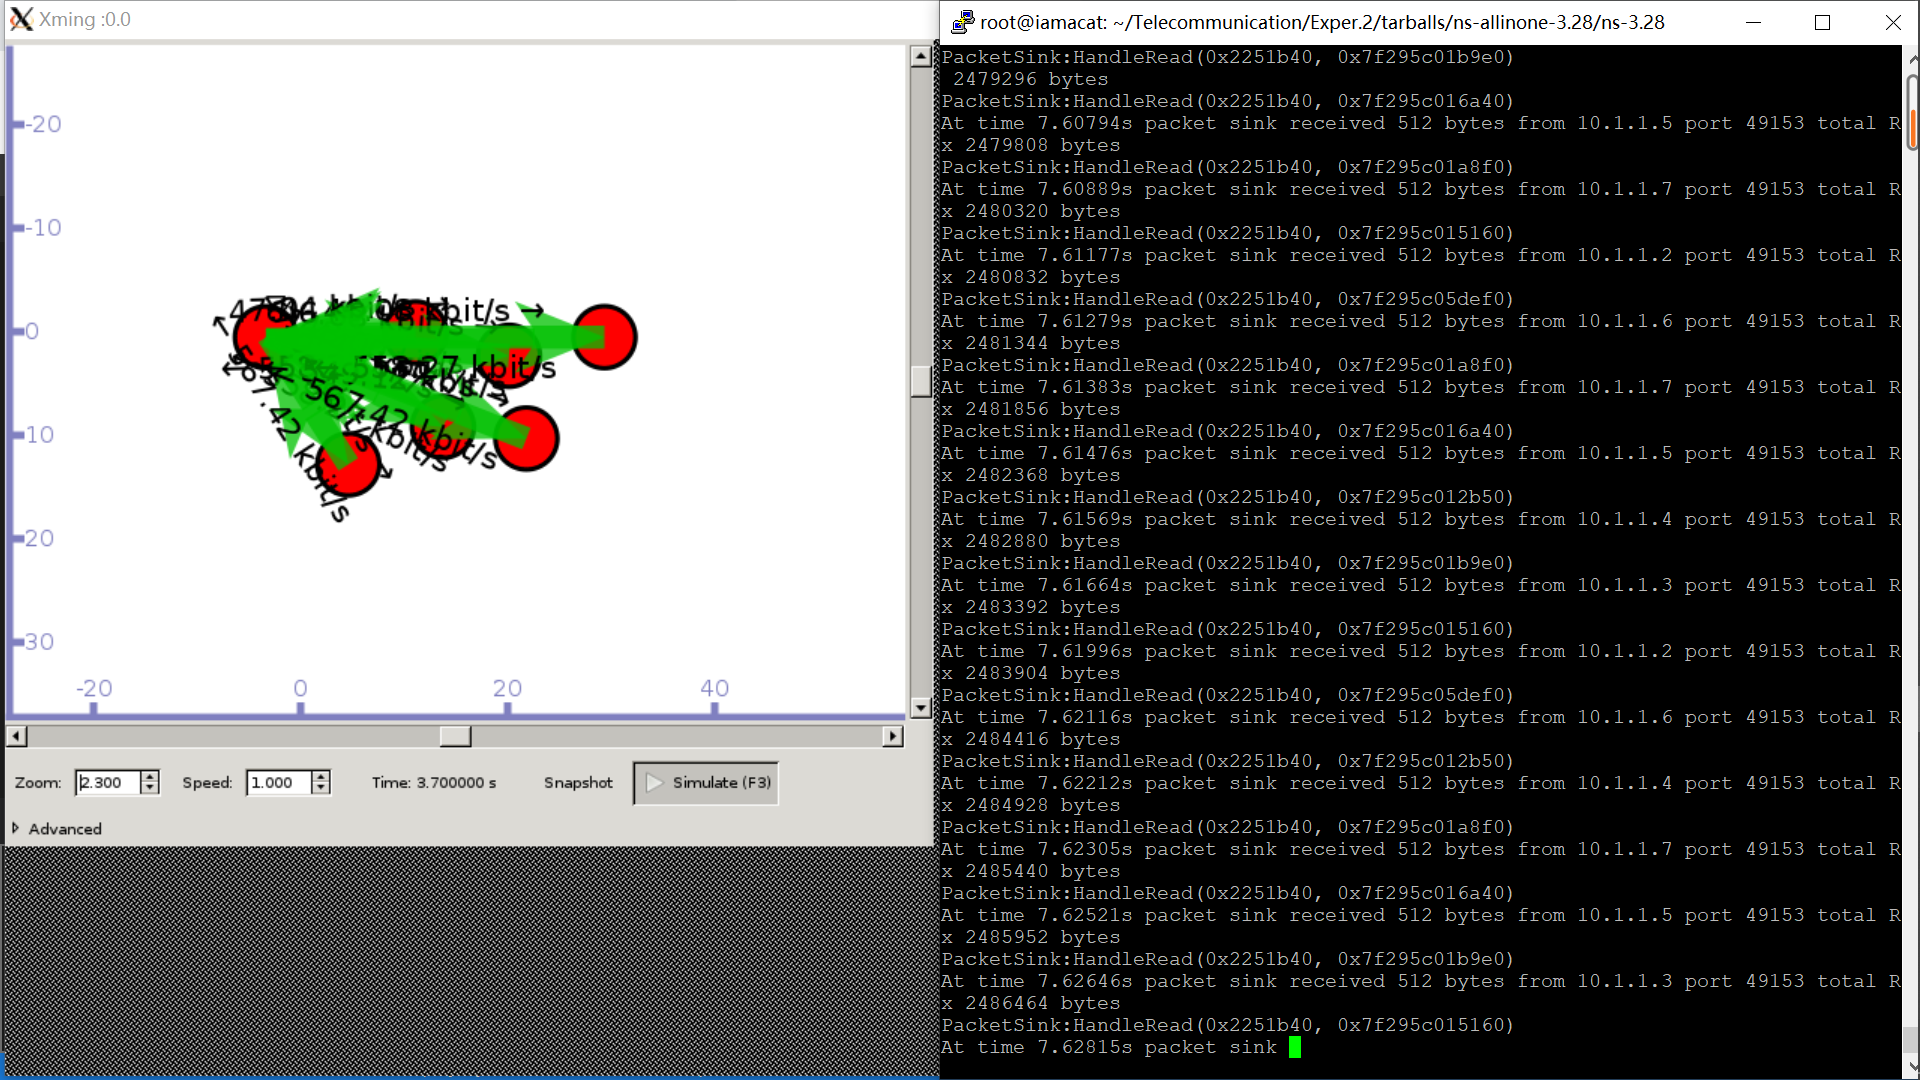 Xming :0.0
-20
-10
0
10
20
30
-20
0
20
40
kbit/s →
27 kbit/s
567.42 kbit/s
kbit/s
kbit/s
Zoom: 2.300 Speed: 1.000 Time: 3.700000 s Snapshot Simulate (F3)
Advanced
root@iamacat: ~/Telecommunication/Exper.2/tarballs/ns-allinone-3.28/ns-3.28
PacketSink:HandleRead(0x2251b40, 0x7f295c01b9e0)
 2479296 bytes
PacketSink:HandleRead(0x2251b40, 0x7f295c016a40)
At time 7.60794s packet sink received 512 bytes from 10.1.1.5 port 49153 total R
x 2479808 bytes
PacketSink:HandleRead(0x2251b40, 0x7f295c01a8f0)
At time 7.60889s packet sink received 512 bytes from 10.1.1.7 port 49153 total R
x 2480320 bytes
PacketSink:HandleRead(0x2251b40, 0x7f295c015160)
At time 7.61177s packet sink received 512 bytes from 10.1.1.2 port 49153 total R
x 2480832 bytes
PacketSink:HandleRead(0x2251b40, 0x7f295c05def0)
At time 7.61279s packet sink received 512 bytes from 10.1.1.6 port 49153 total R
x 2481344 bytes
PacketSink:HandleRead(0x2251b40, 0x7f295c01a8f0)
At time 7.61383s packet sink received 512 bytes from 10.1.1.7 port 49153 total R
x 2481856 bytes
PacketSink:HandleRead(0x2251b40, 0x7f295c016a40)
At time 7.61476s packet sink received 512 bytes from 10.1.1.5 port 49153 total R
x 2482368 bytes
PacketSink:HandleRead(0x2251b40, 0x7f295c012b50)
At time 7.61569s packet sink received 512 bytes from 10.1.1.4 port 49153 total R
x 2482880 bytes
PacketSink:HandleRead(0x2251b40, 0x7f295c01b9e0)
At time 7.61664s packet sink received 512 bytes from 10.1.1.3 port 49153 total R
x 2483392 bytes
PacketSink:HandleRead(0x2251b40, 0x7f295c015160)
At time 7.61996s packet sink received 512 bytes from 10.1.1.2 port 49153 total R
x 2483904 bytes
PacketSink:HandleRead(0x2251b40, 0x7f295c05def0)
At time 7.62116s packet sink received 512 bytes from 10.1.1.6 port 49153 total R
x 2484416 bytes
PacketSink:HandleRead(0x2251b40, 0x7f295c012b50)
At time 7.62212s packet sink received 512 bytes from 10.1.1.4 port 49153 total R
x 2484928 bytes
PacketSink:HandleRead(0x2251b40, 0x7f295c01a8f0)
At time 7.62305s packet sink received 512 bytes from 10.1.1.7 port 49153 total R
x 2485440 bytes
PacketSink:HandleRead(0x2251b40, 0x7f295c016a40)
At time 7.62521s packet sink received 512 bytes from 10.1.1.5 port 49153 total R
x 2485952 bytes
PacketSink:HandleRead(0x2251b40, 0x7f295c01b9e0)
At time 7.62646s packet sink received 512 bytes from 10.1.1.3 port 49153 total R
x 2486464 bytes
PacketSink:HandleRead(0x2251b40, 0x7f295c015160)
At time 7.62815s packet sink